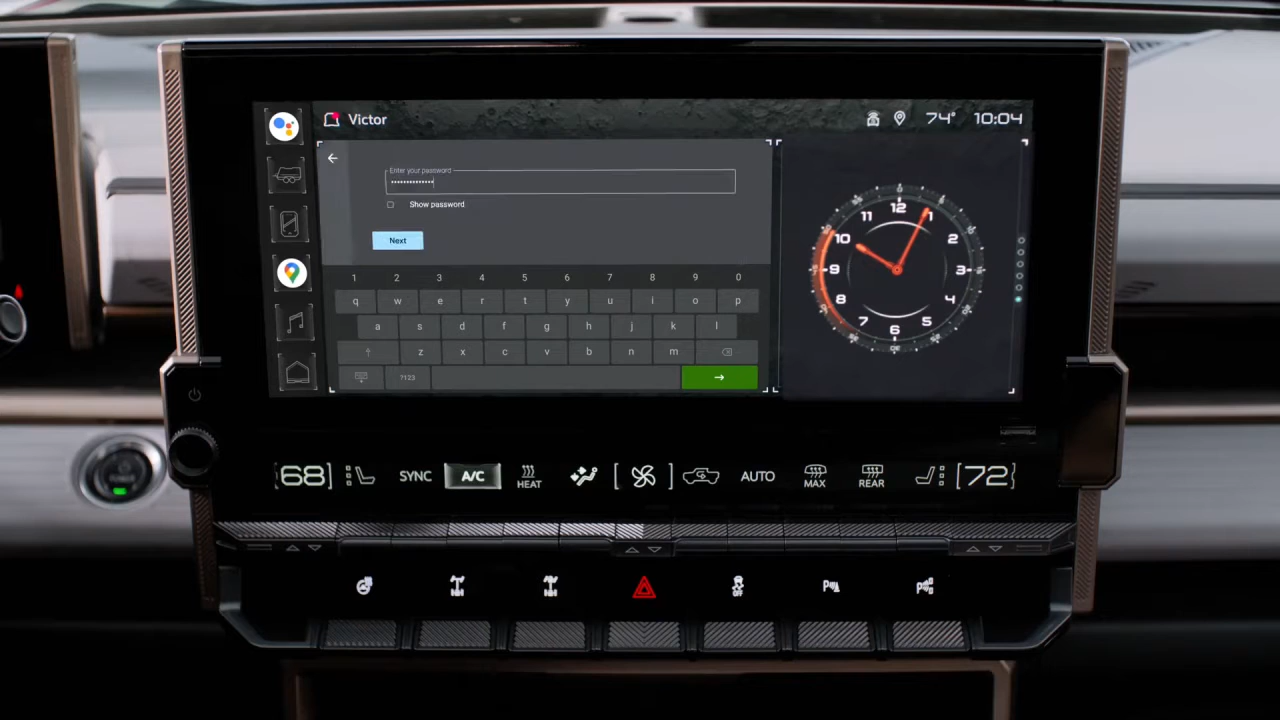 Victor
74° 10:04
Enter your password
••••••••••••••
Show password
Next
1 2 3 4 5 6 7 8 9 0
q w e r t y u i o p
a s d f g h j k l
z x c v b n m
?123
12
1
2
3
4
5
6
7
8
9
10
11
68 SYNC A/C HEAT AUTO MAX REAR 72
OFF